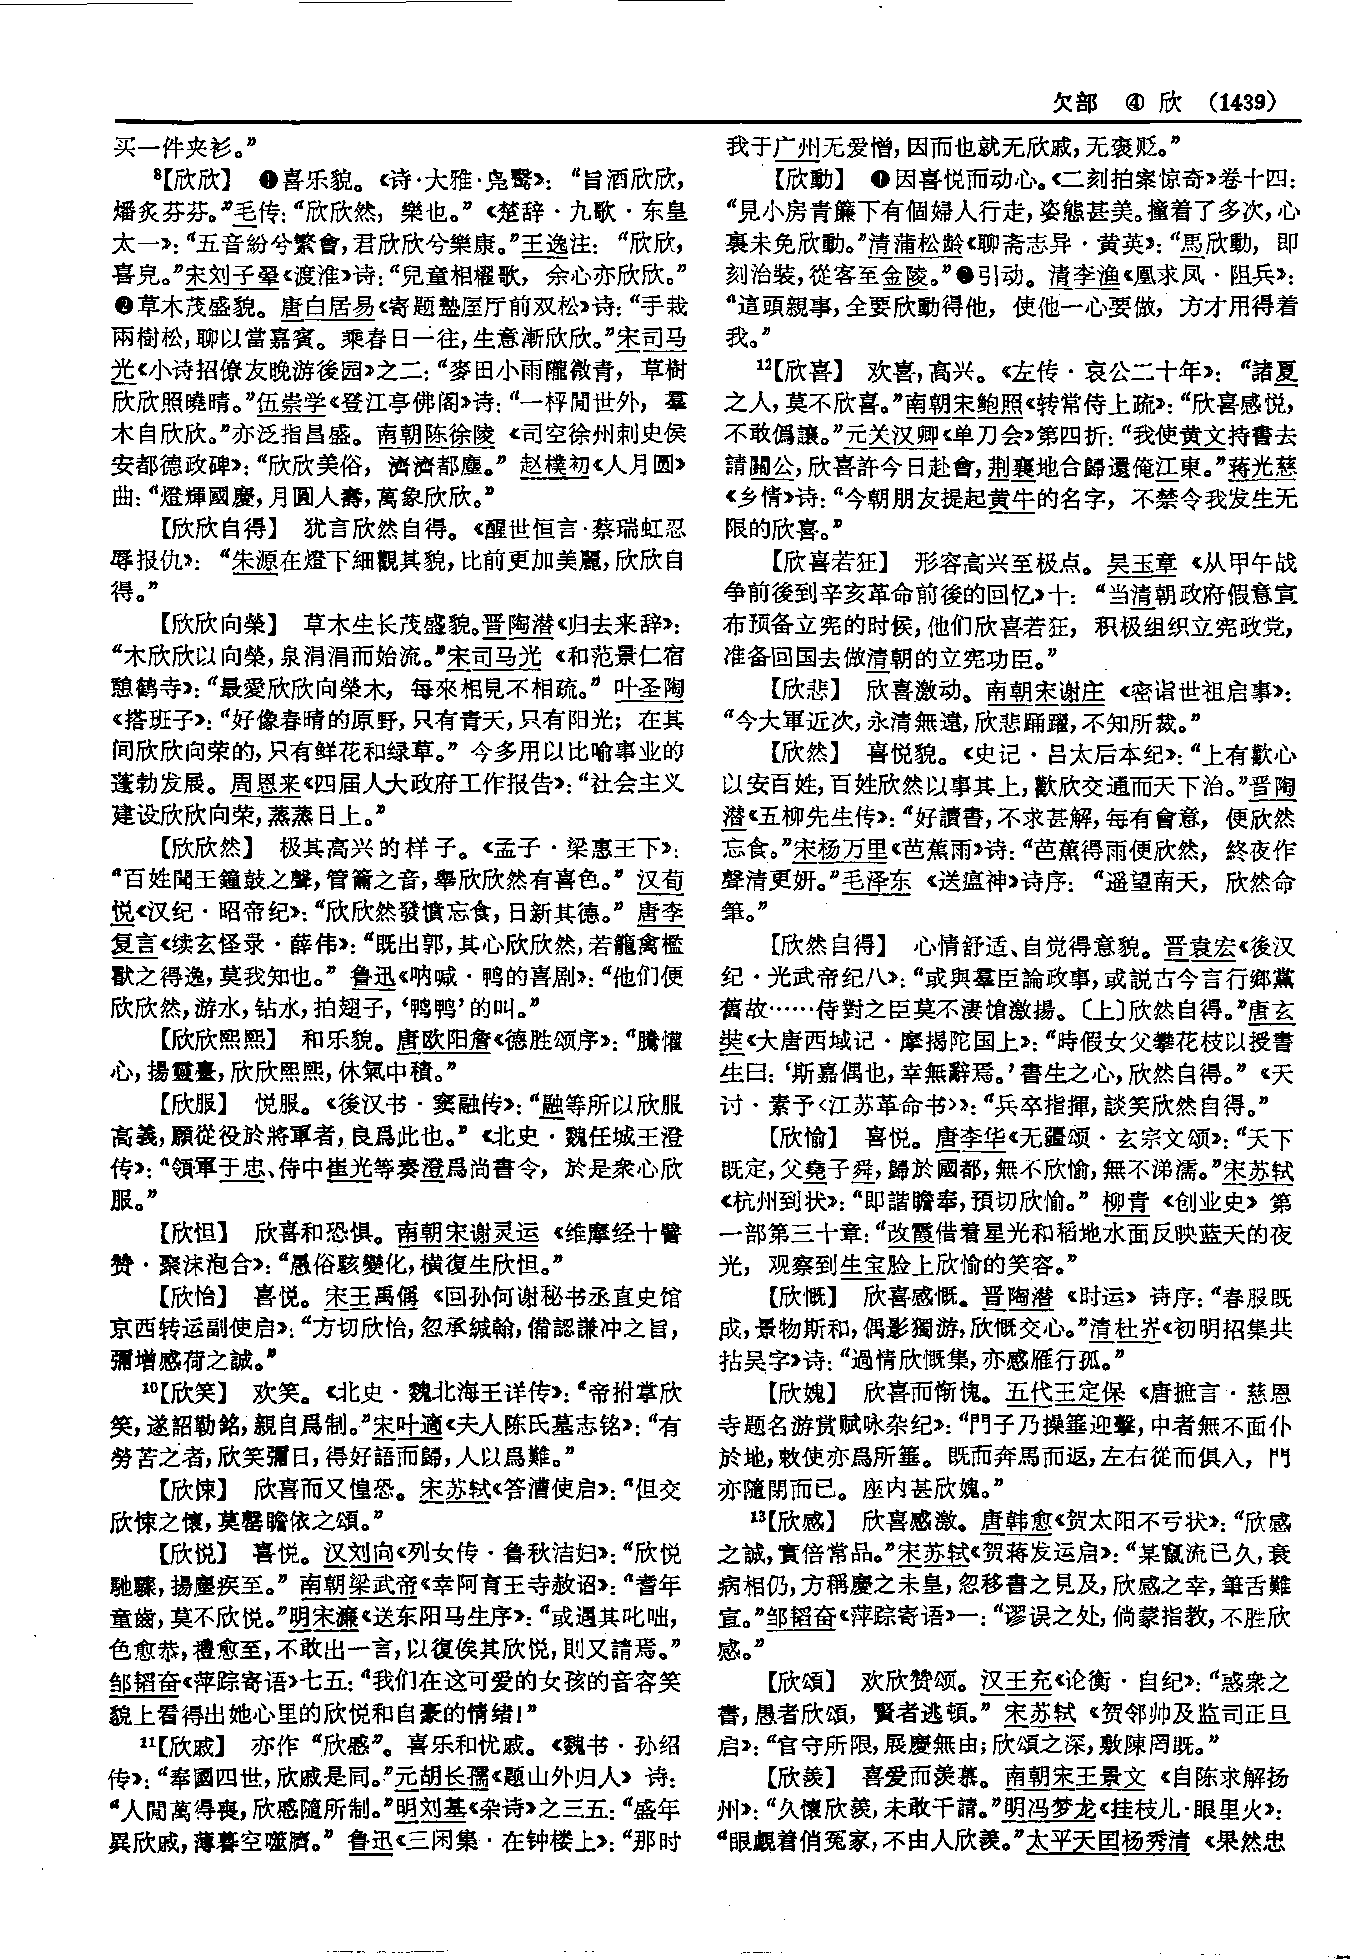 欠部 ④ 欣 (1439)
买一件夹衫。”
8【欣欣】 ❶喜乐貌。《诗·大雅·凫鹥》：“旨酒欣欣，
燔炙芬芬。”毛传：“欣欣然，樂也。”《楚辞·九歌·东皇
太一》：“五音紛兮繁會，君欣欣兮樂康。”王逸注：“欣欣，
喜皃。”宋刘子翬《渡淮》诗：“兒童相櫂歌，余心亦欣欣。”
❷草木茂盛貌。唐白居易《寄题盩厔厅前双松》诗：“手栽
兩樹松，聊以當嘉賓。乘春日一往，生意漸欣欣。”宋司马
光《小诗招僚友晚游後园》之二：“麥田小雨隴微青，草樹
欣欣照曉晴。”伍崇学《登江亭佛阁》诗：“一枰閒世外，羣
木自欣欣。”亦泛指昌盛。南朝陈徐陵《司空徐州刺史侯
安都德政碑》：“欣欣美俗，濟濟都塵。”赵樸初《人月圆》
曲：“燈輝國慶，月圓人壽，萬象欣欣。”
【欣欣自得】 犹言欣然自得。《醒世恒言·蔡瑞虹忍
辱报仇》：“朱源在燈下細觀其貌，比前更加美麗，欣欣自
得。”
【欣欣向榮】 草木生长茂盛貌。晋陶潜《归去来辞》：
“木欣欣以向榮，泉涓涓而始流。”宋司马光《和范景仁宿
憩鹤寺》：“最愛欣欣向榮木，每來相見不相疏。”叶圣陶
《搭班子》：“好像春晴的原野，只有青天，只有阳光；在其
间欣欣向荣的，只有鲜花和绿草。”今多用以比喻事业的
蓬勃发展。周恩来《四届人大政府工作报告》：“社会主义
建设欣欣向荣，蒸蒸日上。”
【欣欣然】 极其高兴的样子。《孟子·梁惠王下》：
“百姓聞王鐘鼓之聲，管籥之音，舉欣欣然有喜色。”汉荀
悦《汉纪·昭帝纪》：“欣欣然發憤忘食，日新其德。”唐李
复言《续玄怪录·薛伟》：“既出郭，其心欣欣然，若籠禽檻
獸之得逸，莫我知也。”鲁迅《呐喊·鸭的喜剧》：“他们便
欣欣然，游水，钻水，拍翅子，‘鸭鸭’的叫。”
【欣欣熙熙】 和乐貌。唐欧阳詹《德胜颂序》：“騰懽
心，揚靈臺，欣欣熙熙，休氣中積。”
【欣服】 悦服。《後汉书·窦融传》：“融等所以欣服
高義，願從役於將軍者，良爲此也。”《北史·魏任城王澄
传》：“領軍于忠、侍中崔光等奏澄爲尚書令，於是衆心欣
服。”
【欣怛】 欣喜和恐惧。南朝宋谢灵运《维摩经十譬
赞·聚沫泡合》：“愚俗駭變化，横復生欣怛。”
【欣怡】 喜悦。宋王禹偁《回孙何谢秘书丞直史馆
京西转运副使启》：“方切欣怡，忽承緘翰，備認謙冲之旨，
彌增感荷之誠。”
10【欣笑】 欢笑。《北史·魏北海王详传》：“帝拊掌欣
笑，遂詔勒銘，親自爲制。”宋叶適《夫人陈氏墓志铭》：“有
勞苦之者，欣笑彌日，得好語而歸，人以爲難。”
【欣悚】 欣喜而又惶恐。宋苏轼《答漕使启》：“但交
欣悚之懷，莫罄瞻依之頌。”
【欣悦】 喜悦。汉刘向《列女传·鲁秋洁妇》：“欣悦
馳驟，揚塵疾至。”南朝梁武帝《幸阿育王寺赦诏》：“耆年
童齒，莫不欣悦。”明宋濂《送东阳马生序》：“或遇其叱咄，
色愈恭，禮愈至，不敢出一言，以復俟其欣悦，則又請焉。”
邹韬奋《萍踪寄语》七五：“我们在这可爱的女孩的音容笑
貌上看得出她心里的欣悦和自豪的情绪！”
11【欣戚】 亦作“欣慼”。喜乐和忧戚。《魏书·孙绍
传》：“奉國四世，欣戚是同。”元胡长孺《题山外归人》诗：
“人間萬得喪，欣慼隨所制。”明刘基《杂诗》之三五：“盛年
異欣戚，薄暮空噬臍。”鲁迅《三闲集·在钟楼上》：“那时
我于广州无爱憎，因而也就无欣戚，无褒贬。”
【欣動】 ❶因喜悦而动心。《二刻拍案惊奇》卷十四：
“見小房青簾下有個婦人行走，姿態甚美。撞着了多次，心
裏未免欣動。”清蒲松龄《聊斋志异·黄英》：“馬欣動，即
刻治裝，從客至金陵。”❷引动。清李渔《凰求凤·阻兵》：
“這頭親事，全要欣動得他，使他一心要做，方才用得着
我。”
12【欣喜】 欢喜，高兴。《左传·哀公二十年》：“諸夏
之人，莫不欣喜。”南朝宋鲍照《转常侍上疏》：“欣喜感悦，
不敢僞讓。”元关汉卿《单刀会》第四折：“我使黄文持書去
請關公，欣喜許今日赴會，荆襄地合歸還俺江東。”蒋光慈
《乡情》诗：“今朝朋友提起黄牛的名字，不禁令我发生无
限的欣喜。”
【欣喜若狂】 形容高兴至极点。吴玉章《从甲午战
争前後到辛亥革命前後的回忆》十：“当清朝政府假意宣
布预备立宪的时候，他们欣喜若狂，积极组织立宪政党，
准备回国去做清朝的立宪功臣。”
【欣悲】 欣喜激动。南朝宋谢庄《密诣世祖启事》：
“今大軍近次，永清無遠，欣悲踊躍，不知所裁。”
【欣然】 喜悦貌。《史记·吕太后本纪》：“上有歡心
以安百姓，百姓欣然以事其上，歡欣交通而天下治。”晋陶
潜《五柳先生传》：“好讀書，不求甚解，每有會意，便欣然
忘食。”宋杨万里《芭蕉雨》诗：“芭蕉得雨便欣然，終夜作
聲清更妍。”毛泽东《送瘟神》诗序：“遥望南天，欣然命
筆。”
【欣然自得】 心情舒适、自觉得意貌。晋袁宏《後汉
纪·光武帝纪八》：“或與羣臣論政事，或説古今言行鄉黨
舊故……侍對之臣莫不淒愴激揚。〔上〕欣然自得。”唐玄
奘《大唐西域记·摩揭陀国上》：“時假女父攀花枝以授書
生曰：‘斯嘉偶也，幸無辭焉。’書生之心，欣然自得。”《天
讨·素予〈江苏革命书〉》：“兵卒指揮，談笑欣然自得。”
【欣愉】 喜悦。唐李华《无疆颂·玄宗文颂》：“天下
既定，父堯子舜，歸於國都，無不欣愉，無不涕濡。”宋苏轼
《杭州到状》：“即諧瞻奉，預切欣愉。”柳青《创业史》第
一部第三十章：“改霞借着星光和稻地水面反映蓝天的夜
光，观察到生宝脸上欣愉的笑容。”
【欣慨】 欣喜感慨。晋陶潜《时运》诗序：“春服既
成，景物斯和，偶影獨游，欣慨交心。”清杜岕《初明招集共
拈吴字》诗：“過情欣慨集，亦感雁行孤。”
【欣媿】 欣喜而惭愧。五代王定保《唐摭言·慈恩
寺题名游赏赋咏杂纪》：“門子乃操箠迎擊，中者無不面仆
於地，敕使亦爲所箠。既而奔馬而返，左右從而俱入，門
亦隨閉而已。座内甚欣媿。”
13【欣感】 欣喜感激。唐韩愈《贺太阳不亏状》：“欣感
之誠，實倍常品。”宋苏轼《贺蒋发运启》：“某竄流已久，衰
病相仍，方稱慶之未皇，忽移書之見及，欣感之幸，筆舌難
宣。”邹韬奋《萍踪寄语》一：“谬误之处，倘蒙指教，不胜欣
感。”
【欣頌】 欢欣赞颂。汉王充《论衡·自纪》：“惑衆之
書，愚者欣頌，賢者逃頓。”宋苏轼《贺邻帅及监司正旦
启》：“官守所限，展慶無由；欣頌之深，敷陳罔既。”
【欣羡】 喜爱而羡慕。南朝宋王景文《自陈求解扬
州》：“久懷欣羡，未敢干請。”明冯梦龙《挂枝儿·眼里火》：
“眼覷着俏冤家，不由人欣羡。”太平天国杨秀清《果然忠